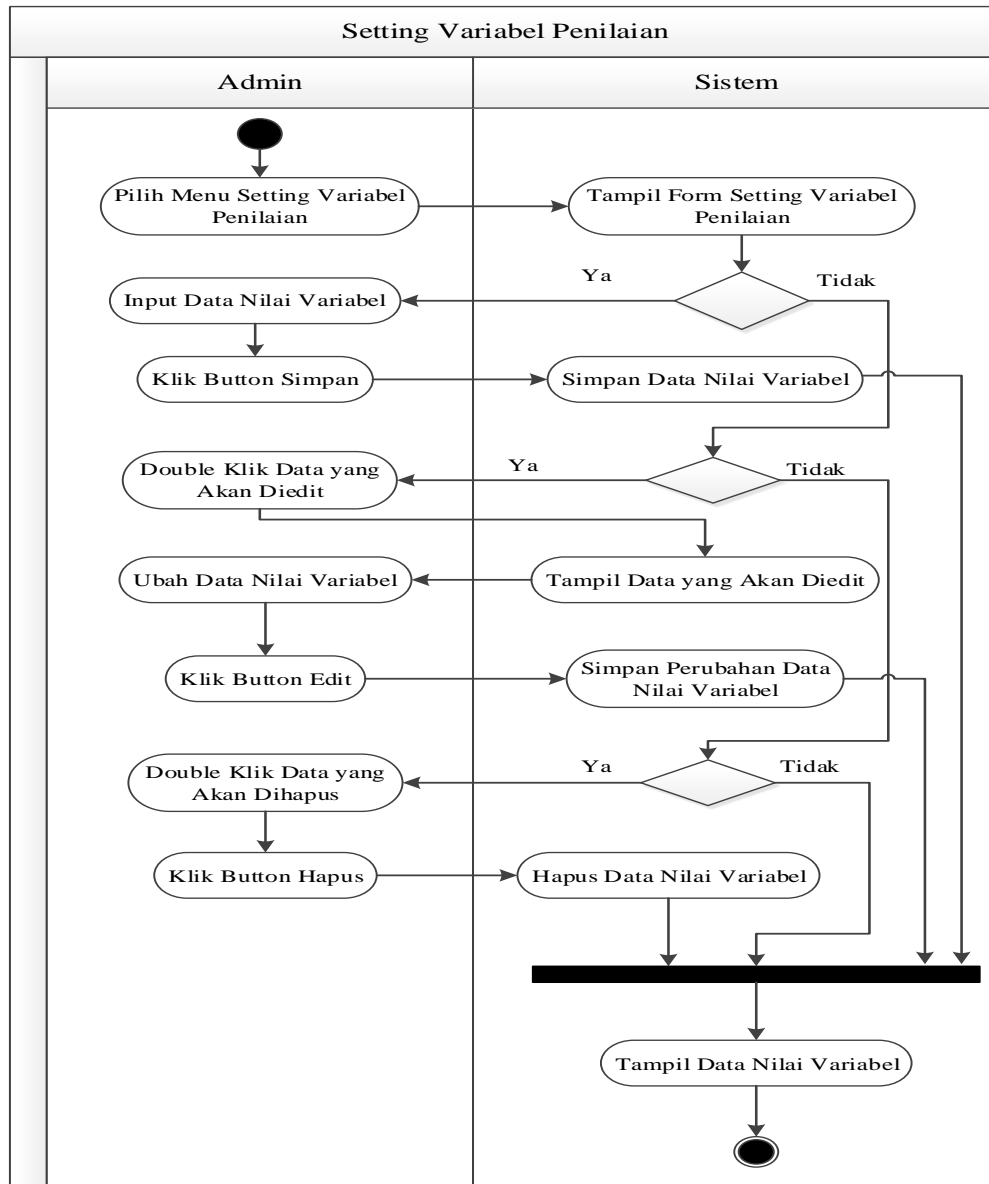 Setting Variabel Penilaian
Admin
Sistem
Pilih Menu Setting Variabel
Penilaian
Tampil Form Setting Variabel
Penilaian
Ya
Tidak
Input Data Nilai Variabel
Klik Button Simpan
Simpan Data Nilai Variabel
Double Klik Data yang
Akan Diedit
Ya
Tidak
Ubah Data Nilai Variabel
Tampil Data yang Akan Diedit
Klik Button Edit
Simpan Perubahan Data
Nilai Variabel
Double Klik Data yang
Akan Dihapus
Ya
Tidak
Klik Button Hapus
Hapus Data Nilai Variabel
Tampil Data Nilai Variabel